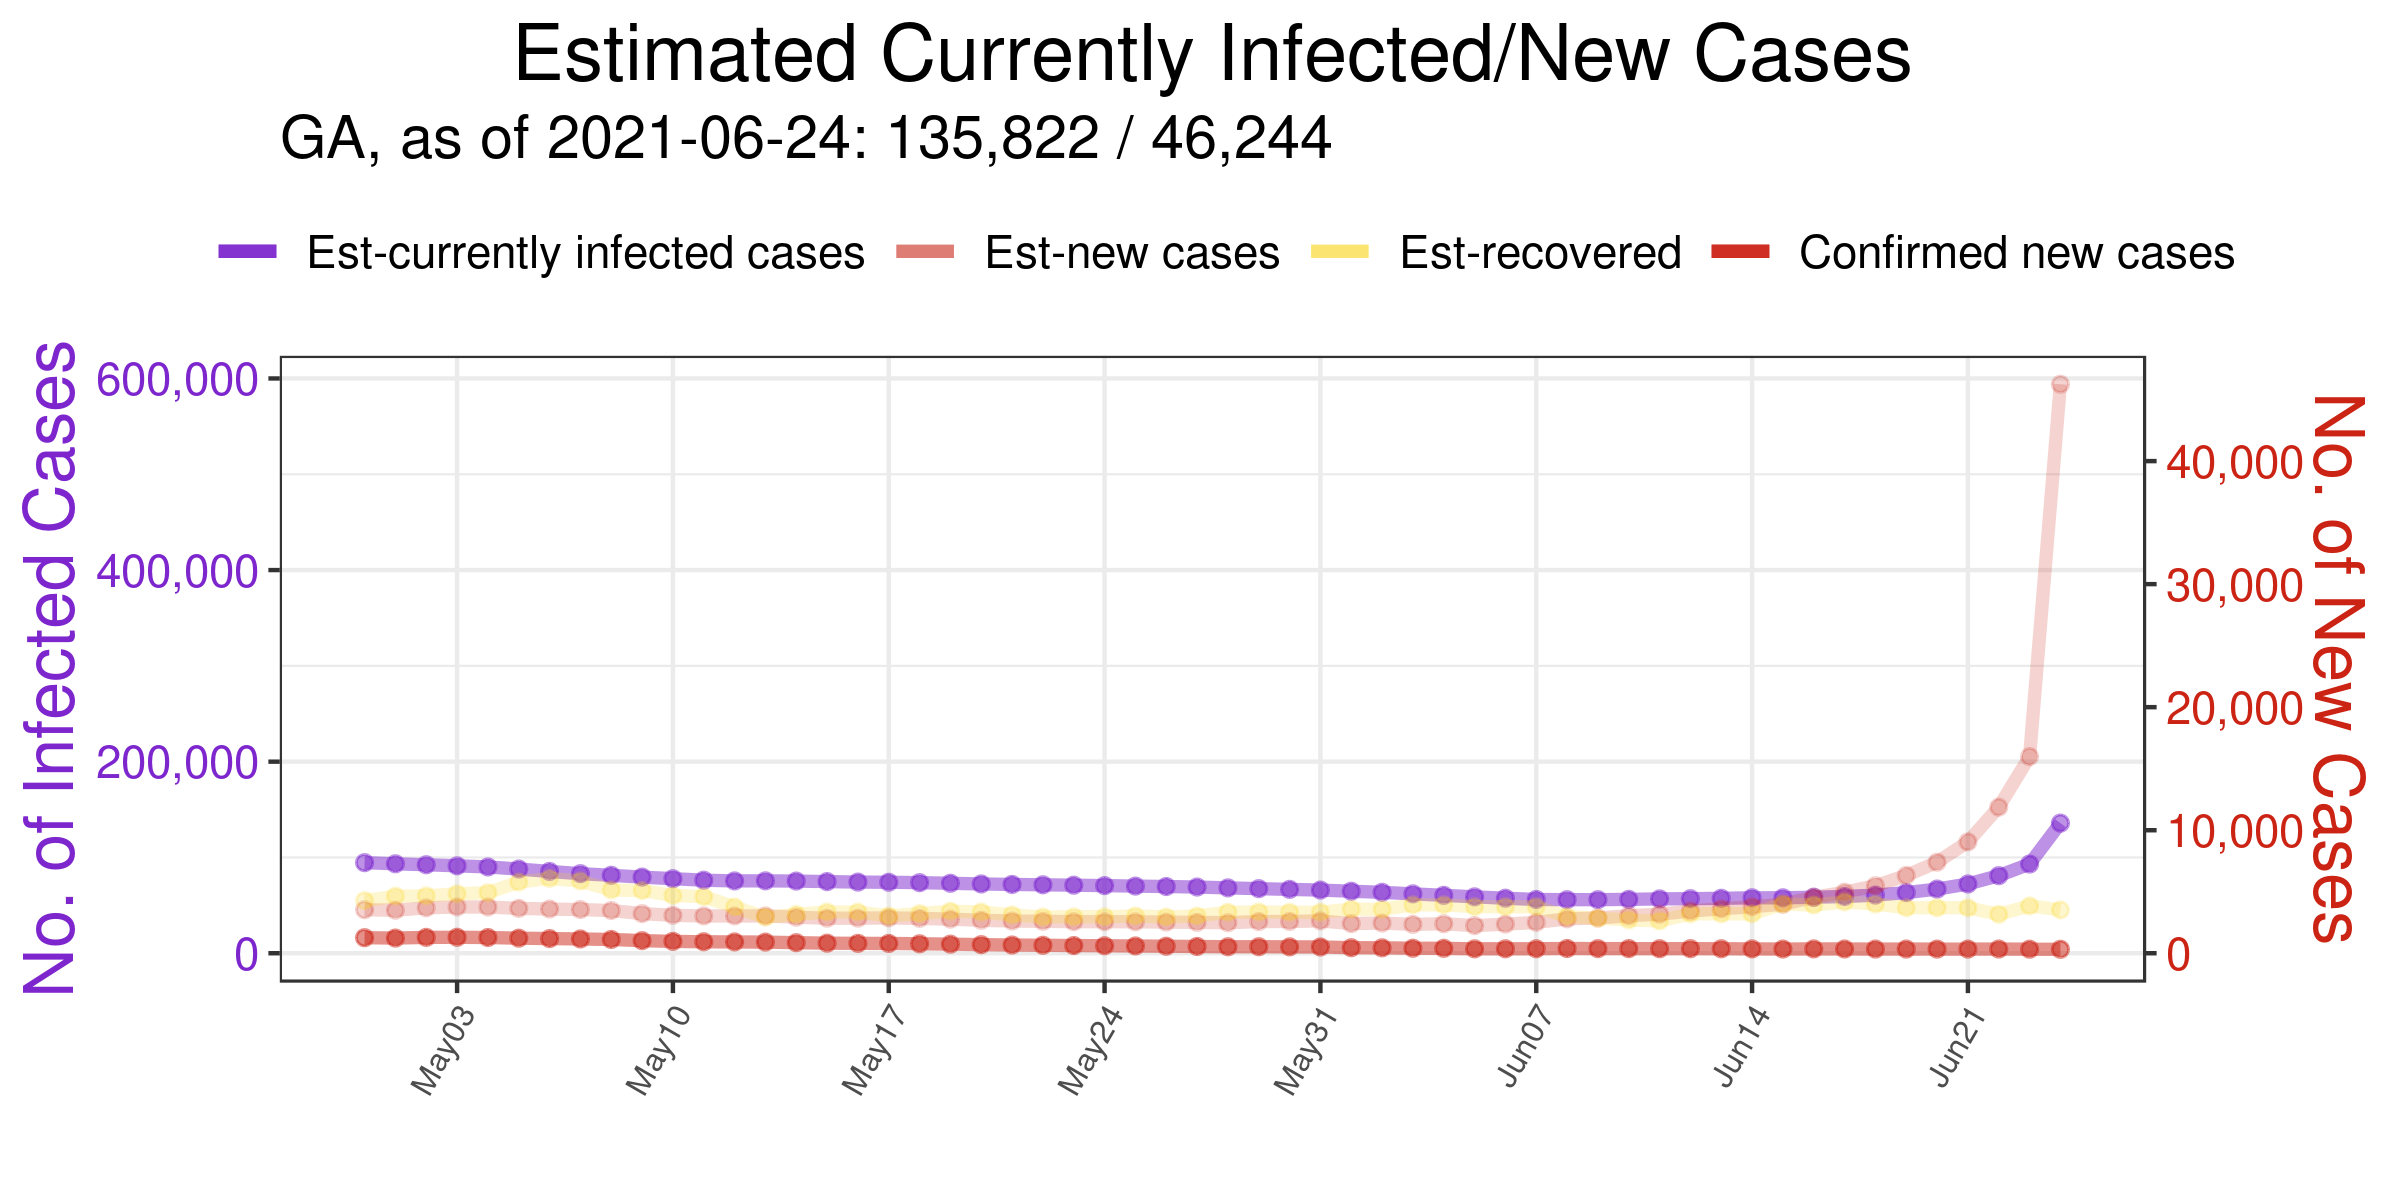 Estimated Currently Infected/New Cases
GA, as of 2021-06-24: 135,822 / 46,244
Est-currently infected cases Est-new cases Est-recovered Confirmed new cases
No. of Infected Cases
600,000
400,000
200,000
0
40,000
30,000
20,000
10,000
0
No. of New Cases
May03 May10 May17 May24 May31 Jun07 Jun14 Jun21